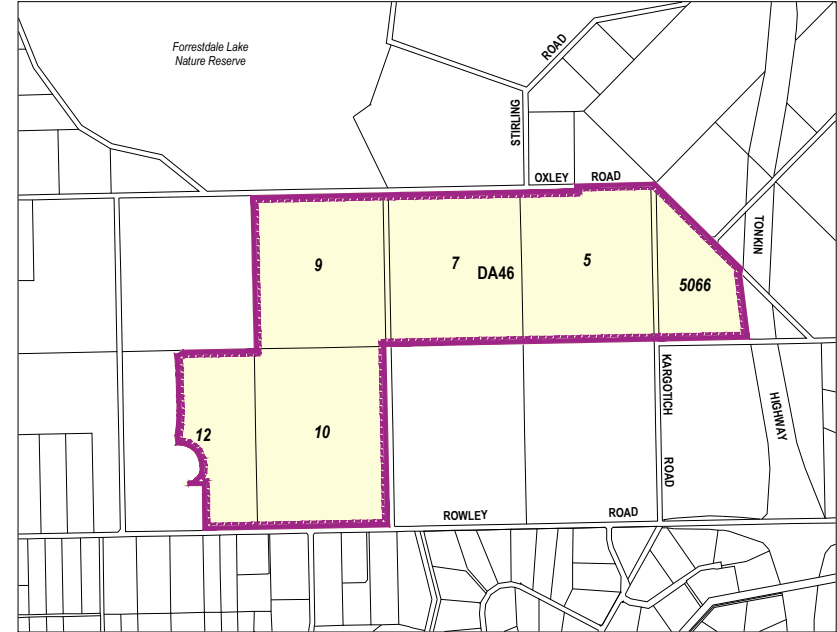 Forrestdale Lake
Nature Reserve
ROAD
STIRLING
OXLEY ROAD
TONKIN
9
7
DA46
5
5066
KARGOTICH
ROAD
HIGHWAY
12
10
ROWLEY ROAD